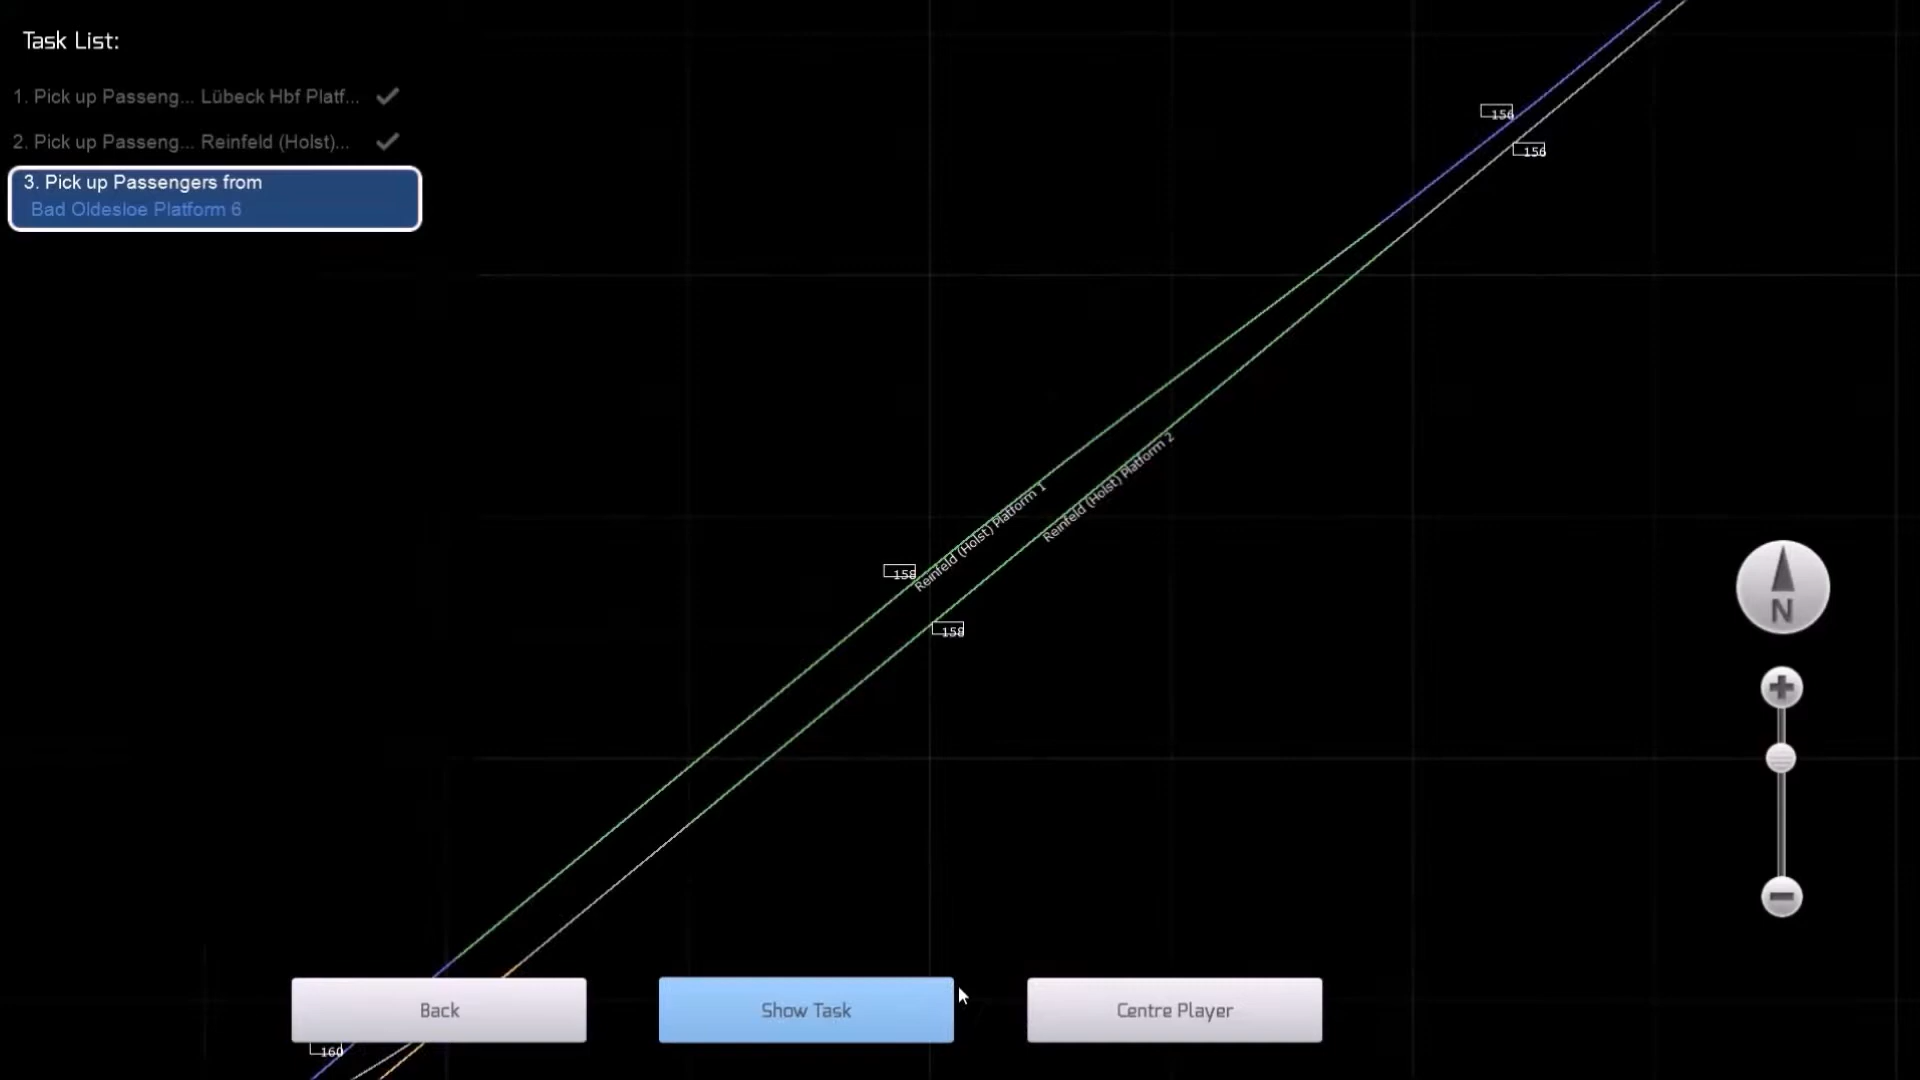 Task List:
1. Pick up Passeng... Lübeck Hbf Platf...
2. Pick up Passeng... Reinfeld (Holst)...
3. Pick up Passengers from
Bad Oldesloe Platform 6
156
156
Reinfeld (Holst) Platform 2
Reinfeld (Holst) Platform 1
158
158
N
Back
Show Task
Centre Player
160